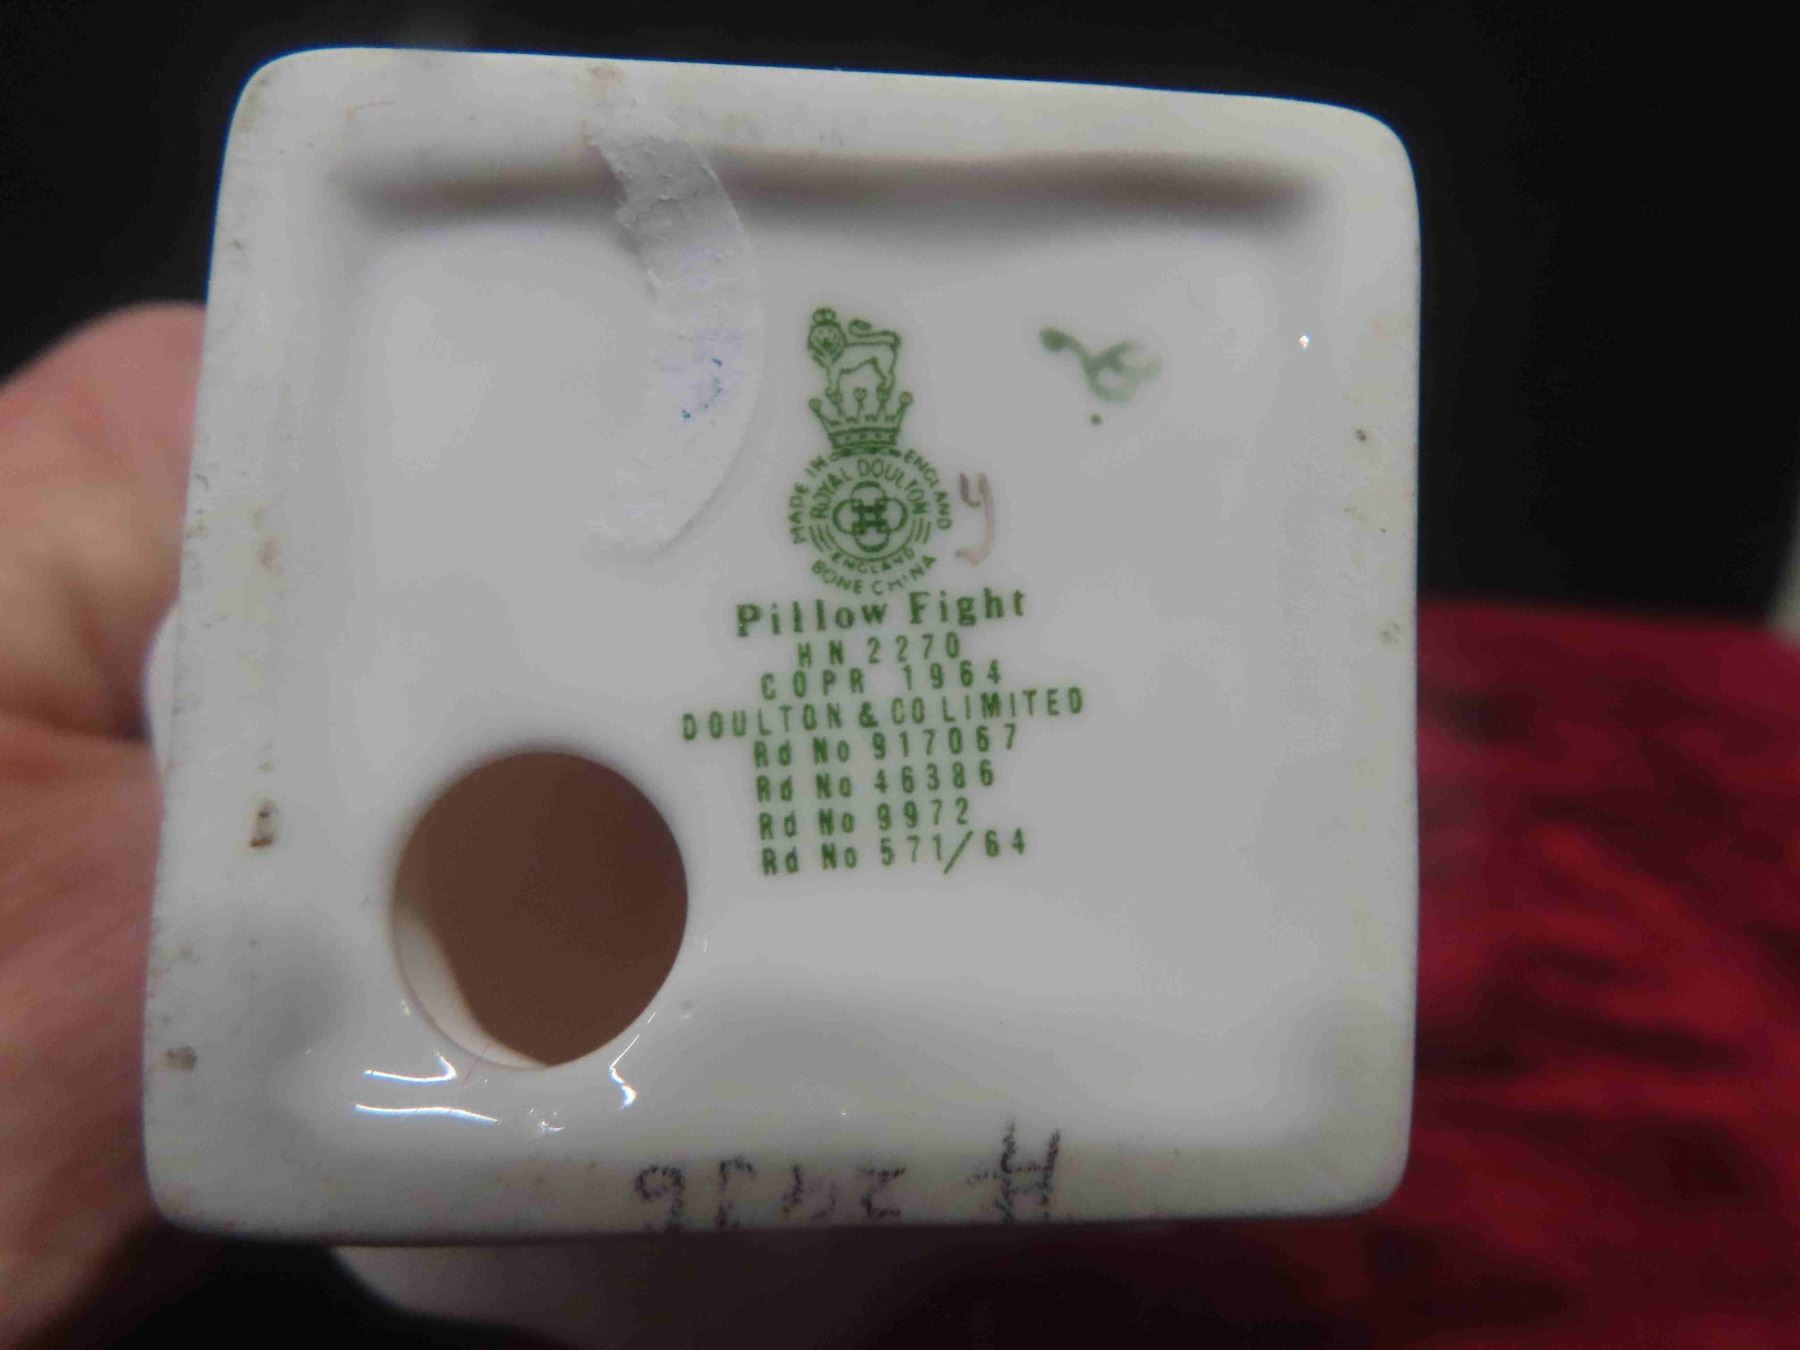 MADE IN ENGLAND
ROYAL DOULTON
ENGLAND
BONE CHINA
y
Pillow Fight
HN 2270
COPR 1964
DOULTON & CO LIMITED
Rd No 917067
Rd No 46386
Rd No 9972
Rd No 571/64